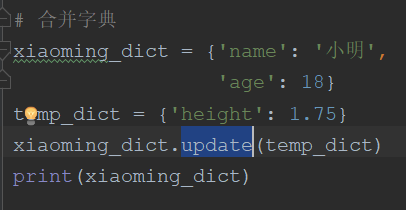 # 合并字典
xiaoming_dict = {'name': '小明',
'age': 18}
temp_dict = {'height': 1.75}
xiaoming_dict.update(temp_dict)
print(xiaoming_dict)